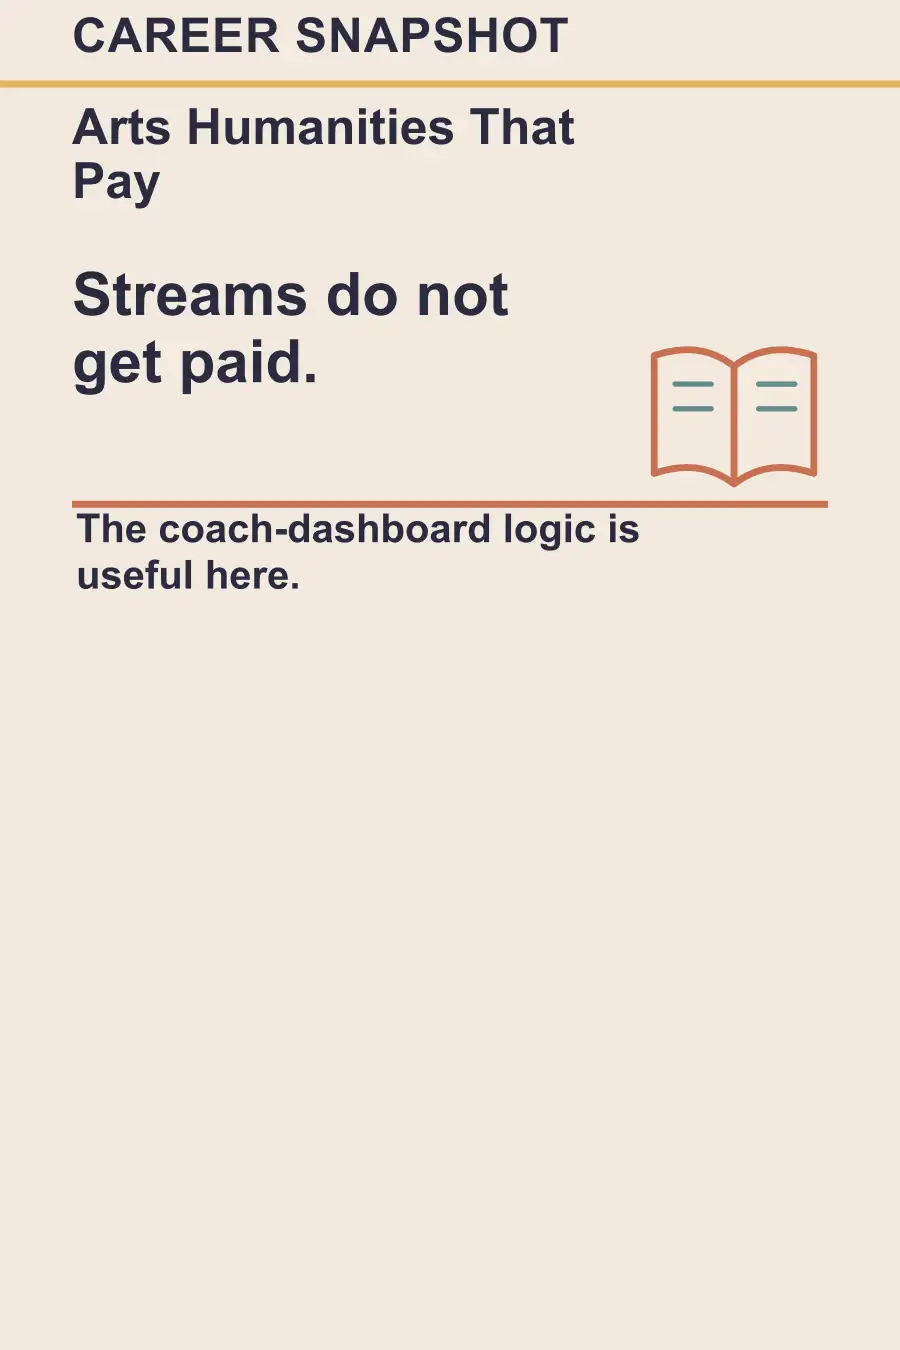 CAREER SNAPSHOT
Arts Humanities That
Pay
Streams do not
get paid.
The coach-dashboard logic is
useful here.